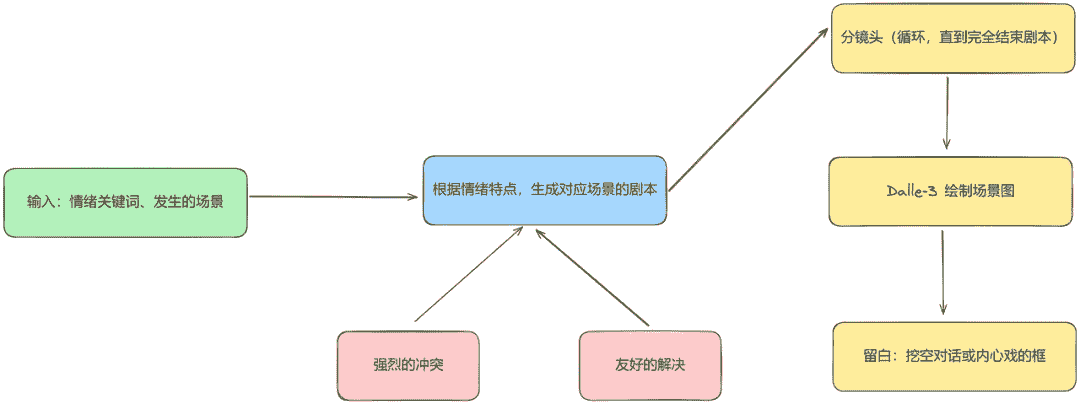 分镜头（循环，直到完全结束剧本）
输入：情绪关键词、发生的场景
根据情绪特点，生成对应场景的剧本
Dalle-3 绘制场景图
强烈的冲突
友好的解决
留白：挖空对话或内心戏的框